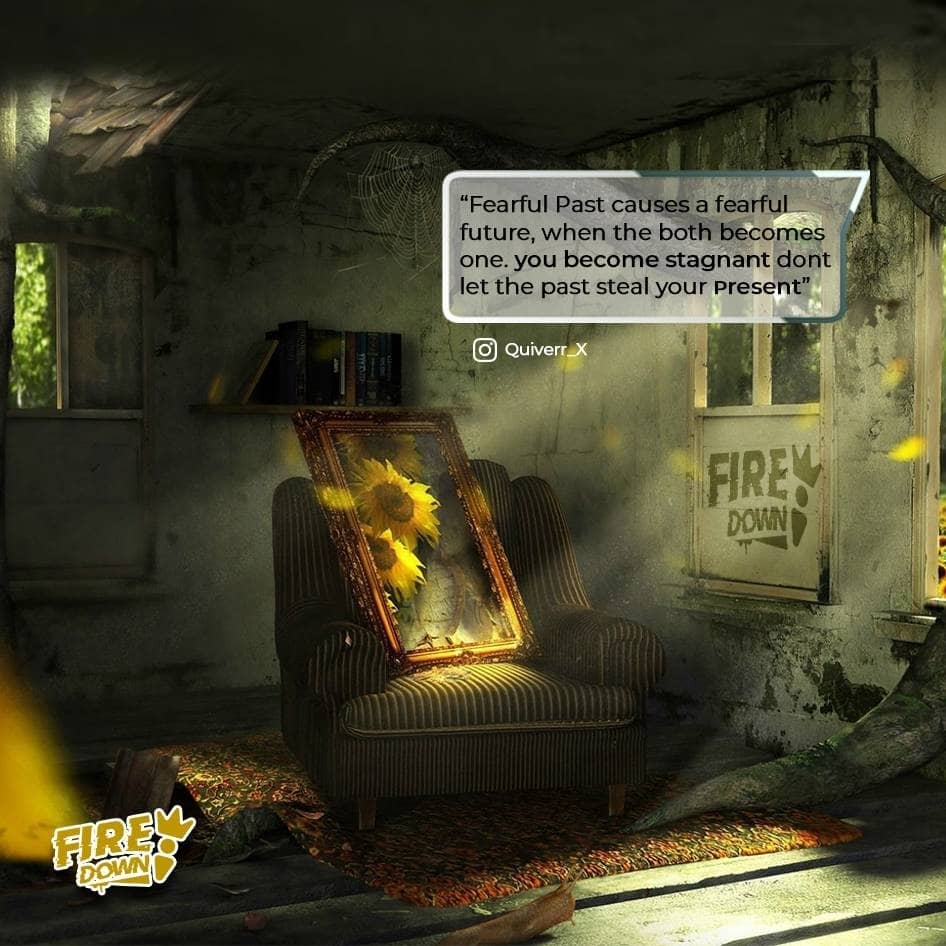 “Fearful Past causes a fearful
future, when the both becomes
one. you become stagnant dont
let the past steal your Present”
Quiverr_X
FIRE
DOWN!
FIRE
DOWN!